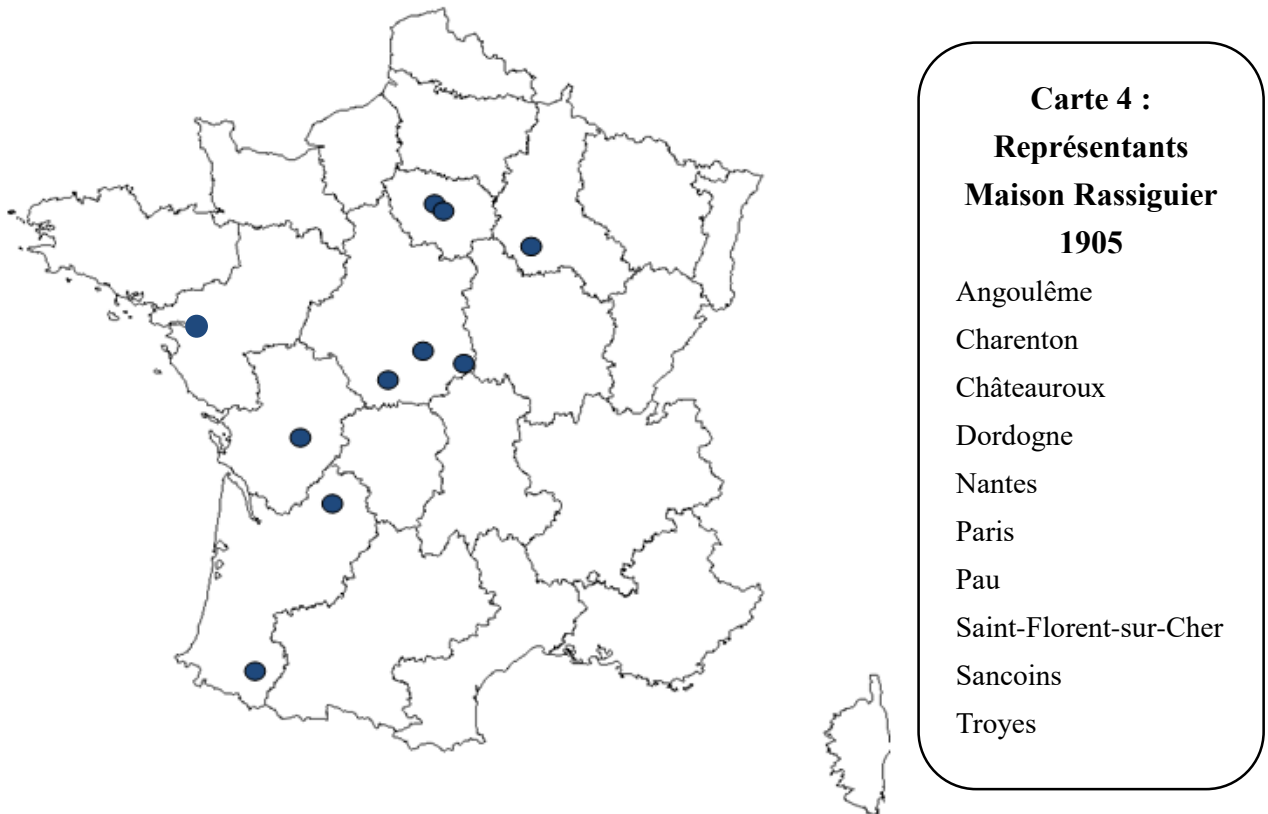 Carte 4 :
Représentants
Maison Rassiguier
1905
Angoulême
Charenton
Châteauroux
Dordogne
Nantes
Paris
Pau
Saint-Florent-sur-Cher
Sancoins
Troyes